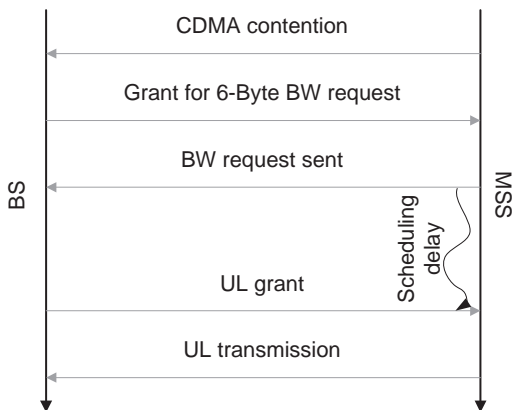 CDMA contention
Grant for 6-Byte BW request
BW request sent
BS
MSS
Scheduling
delay
UL grant
UL transmission